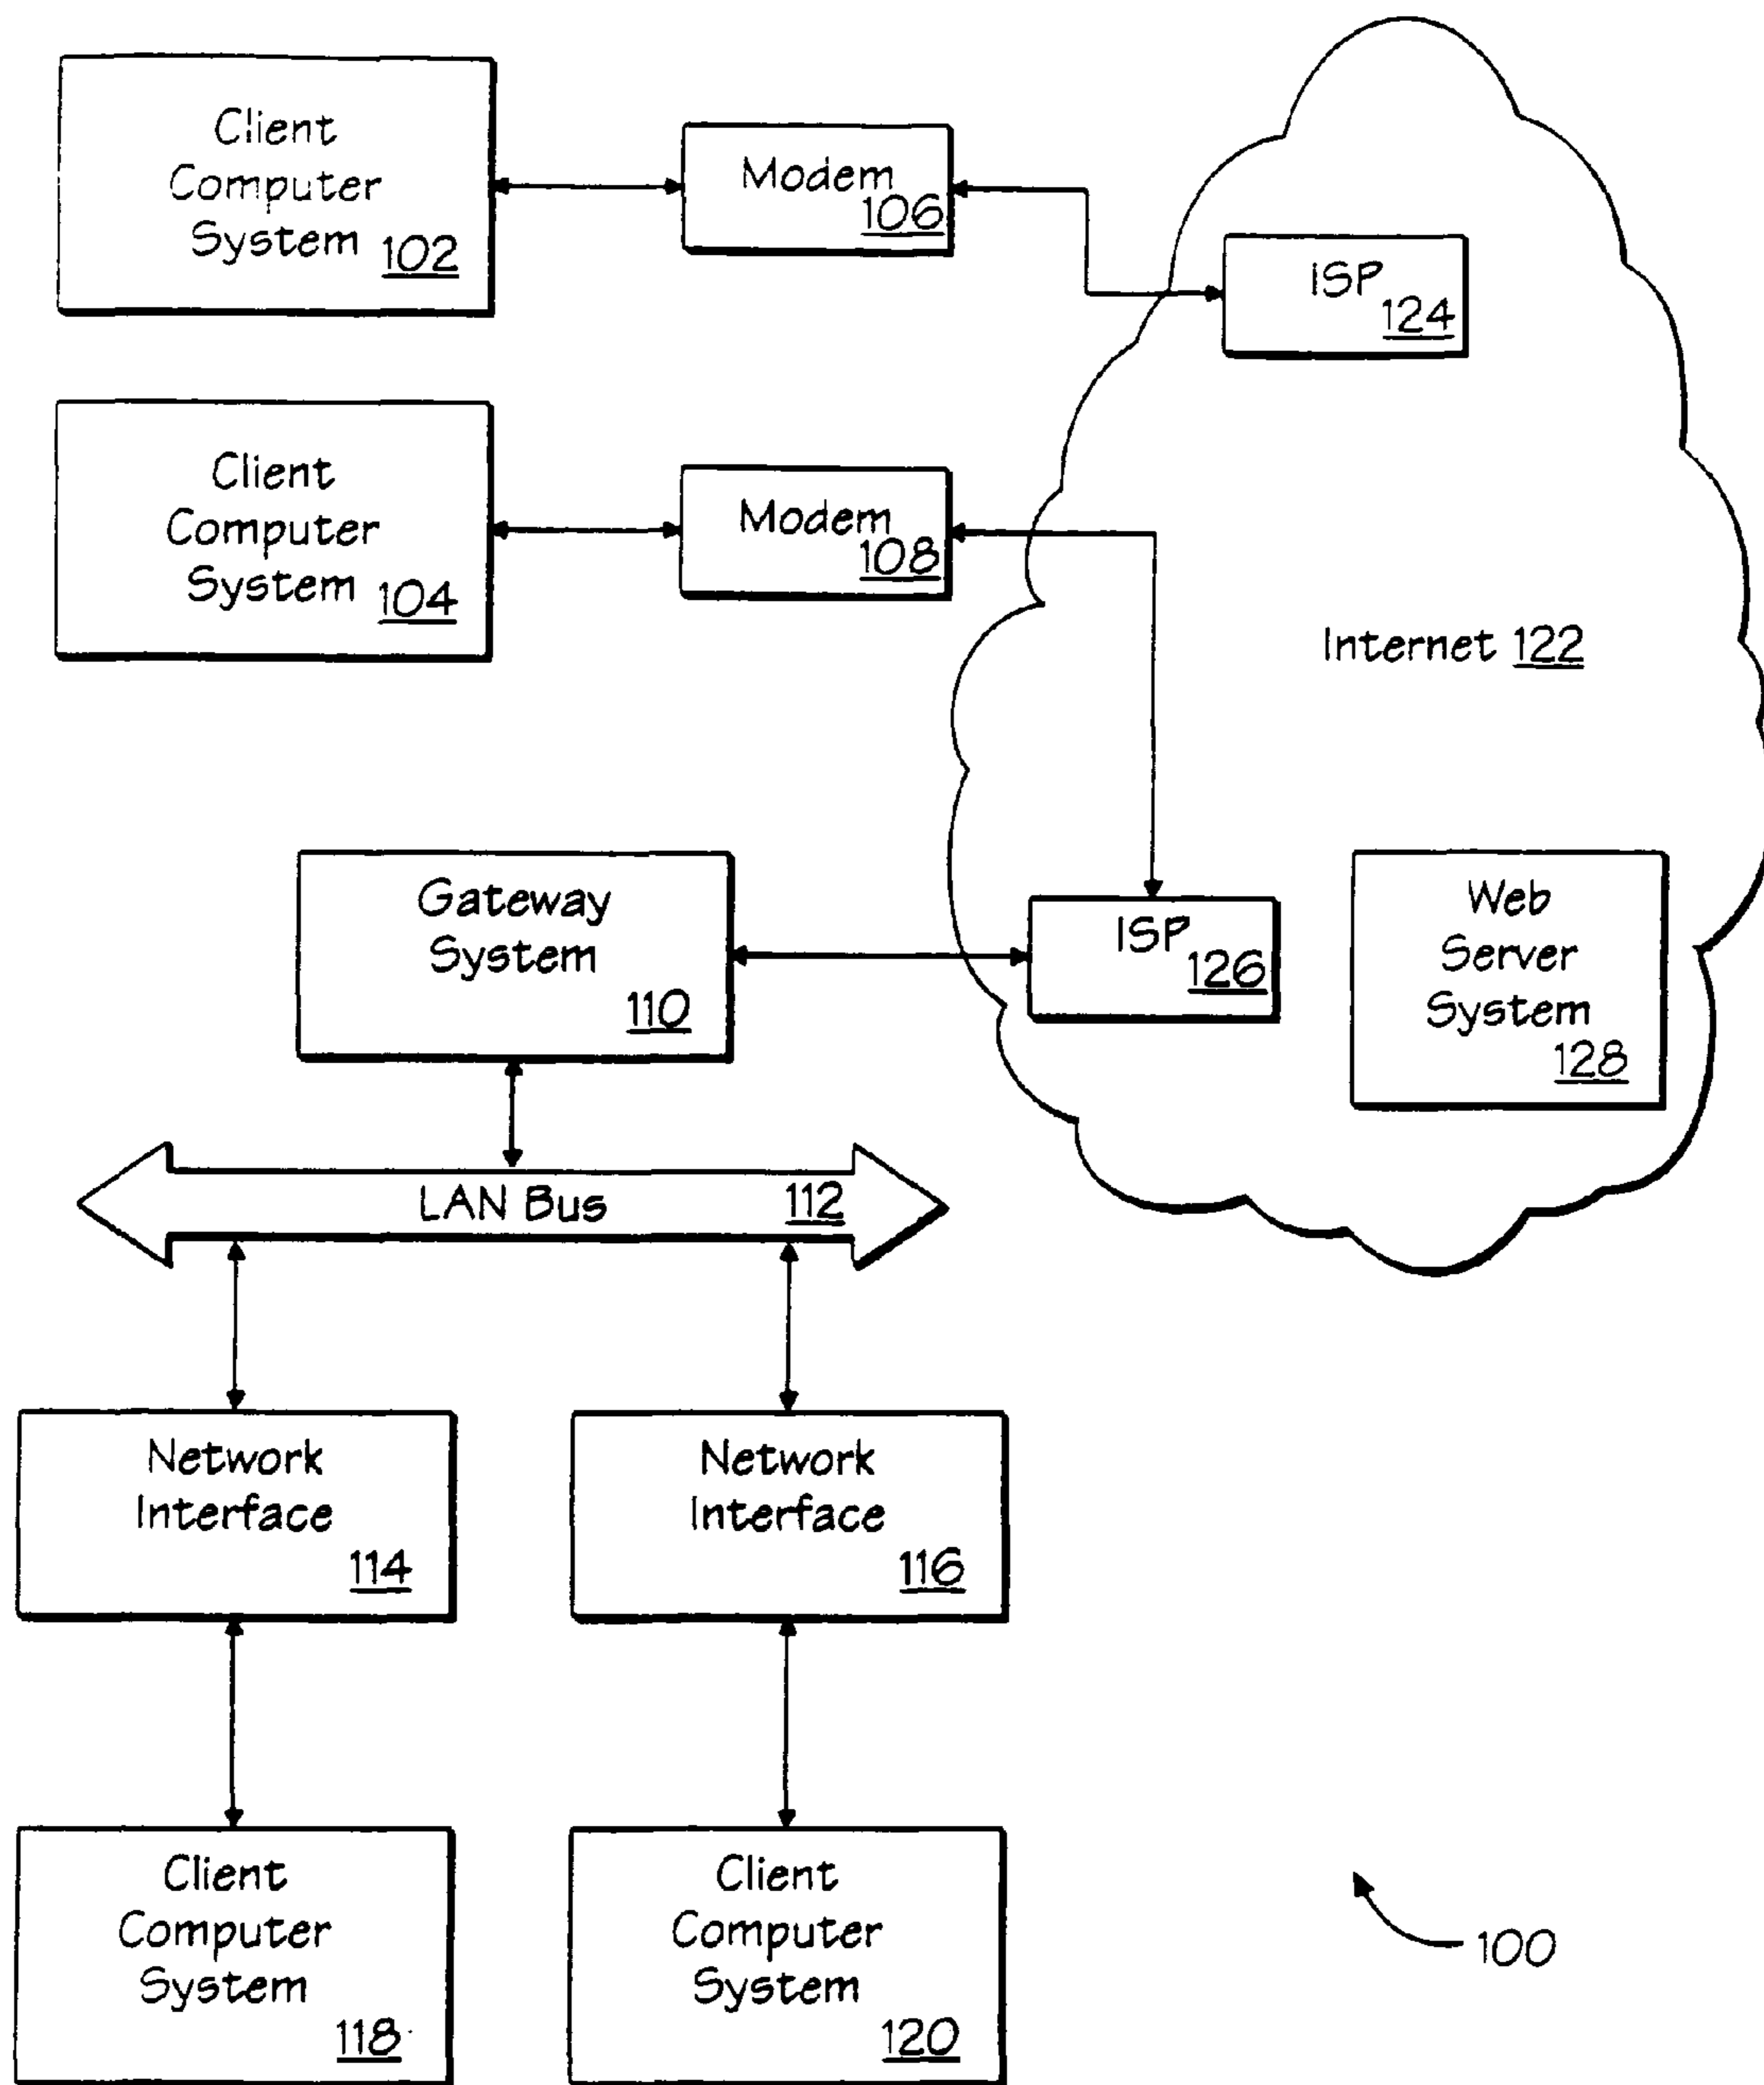 Client
Computer
System 102
Modem
106
ISP
124
Client
Computer
System 104
Modem
108
Internet 122
Gateway
System
110
ISP
126
Web
Server
System
128
LAN Bus 112
Network
Interface
114
Network
Interface
116
Client
Computer
System
118
Client
Computer
System
120
100